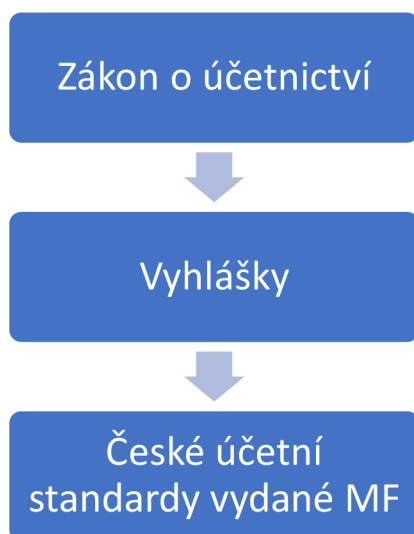 Zákon o účetnictví
Vyhlášky
České účetní
standardy vydané MF